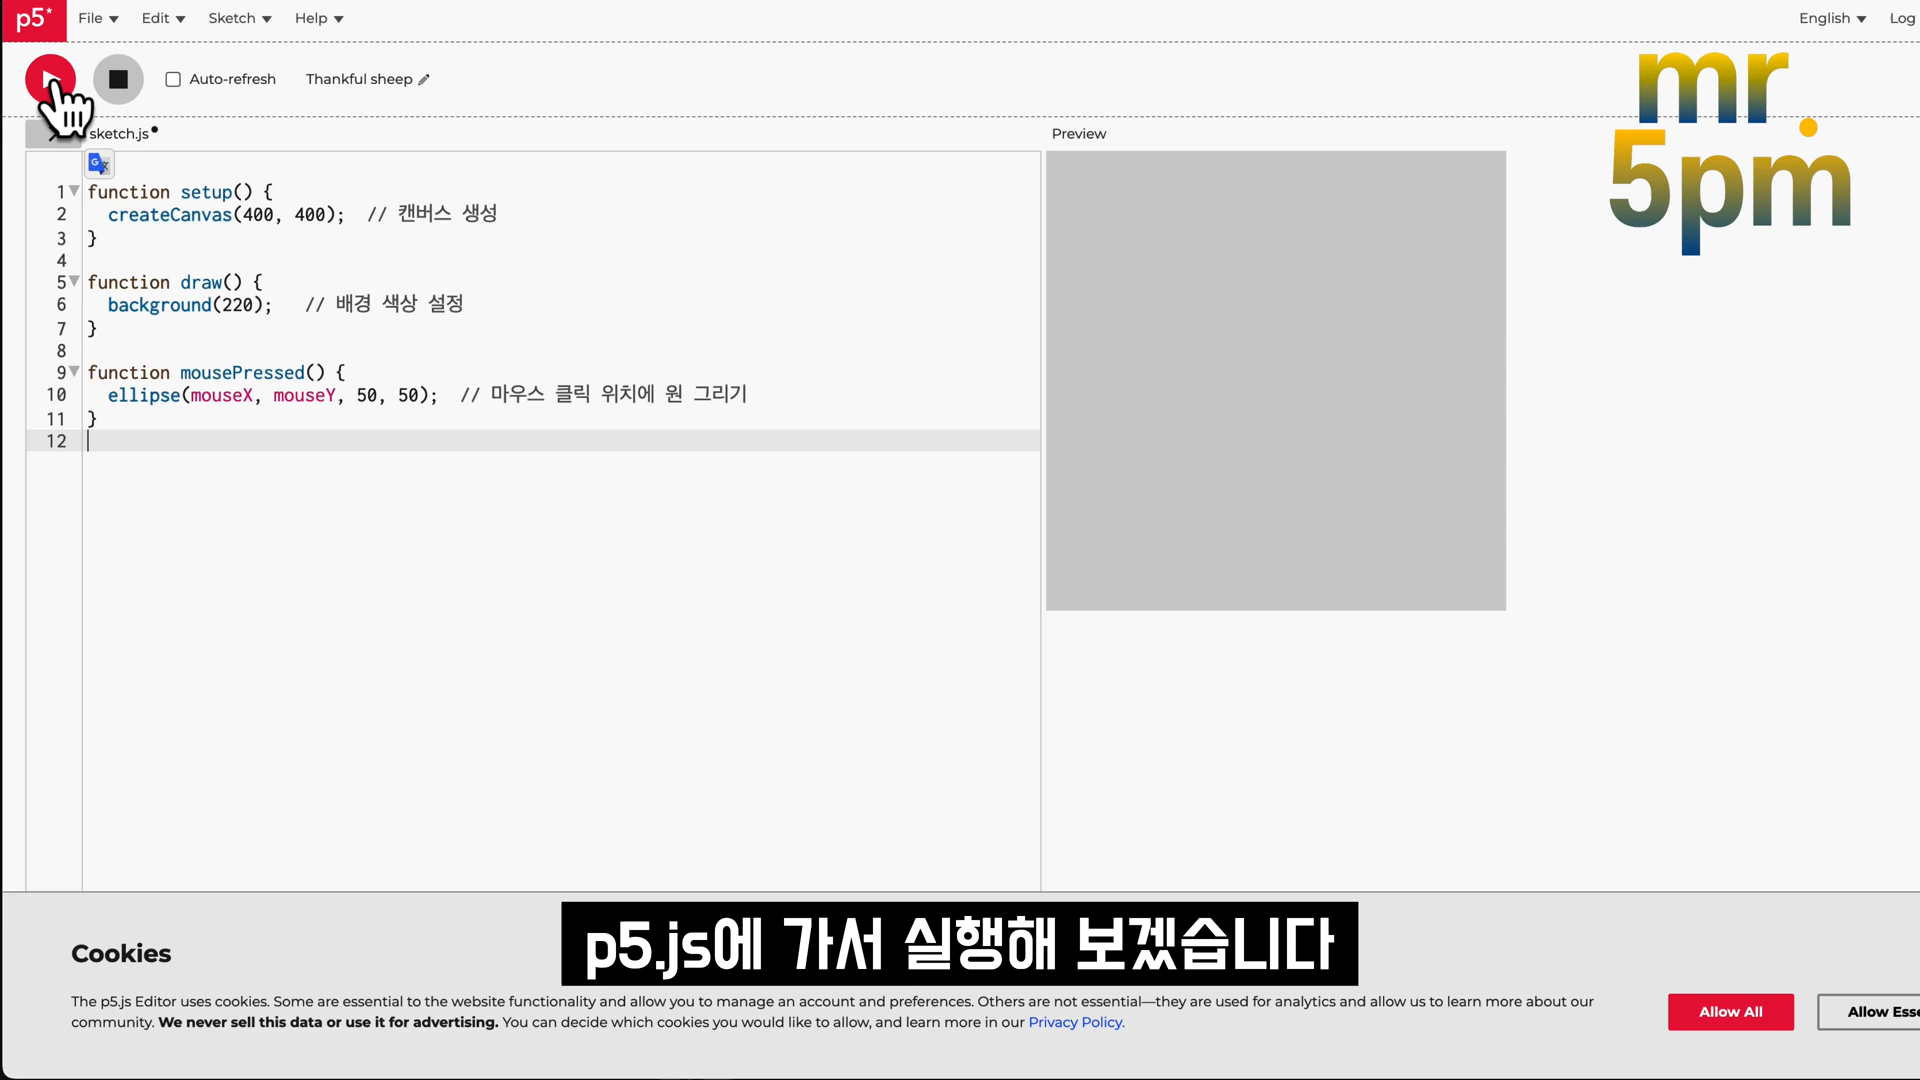 p5*
File
Edit
Sketch
Help
English
Log
Auto-refresh
Thankful sheep
mr.
5pm
sketch.js
Preview
1 function setup() {
2 createCanvas(400, 400); // 캔버스 생성
3 }
4
5 function draw() {
6 background(220); // 배경 색상 설정
7 }
8
9 function mousePressed() {
10 ellipse(mouseX, mouseY, 50, 50); // 마우스 클릭 위치에 원 그리기
11 }
12
p5.js에 가서 실행해 보겠습니다
Cookies
The p5.js Editor uses cookies. Some are essential to the website functionality and allow you to manage an account and preferences. Others are not essential—they are used for analytics and allow us to learn more about our
community. We never sell this data or use it for advertising. You can decide which cookies you would like to allow, and learn more in our Privacy Policy.
Allow All
Allow Esse